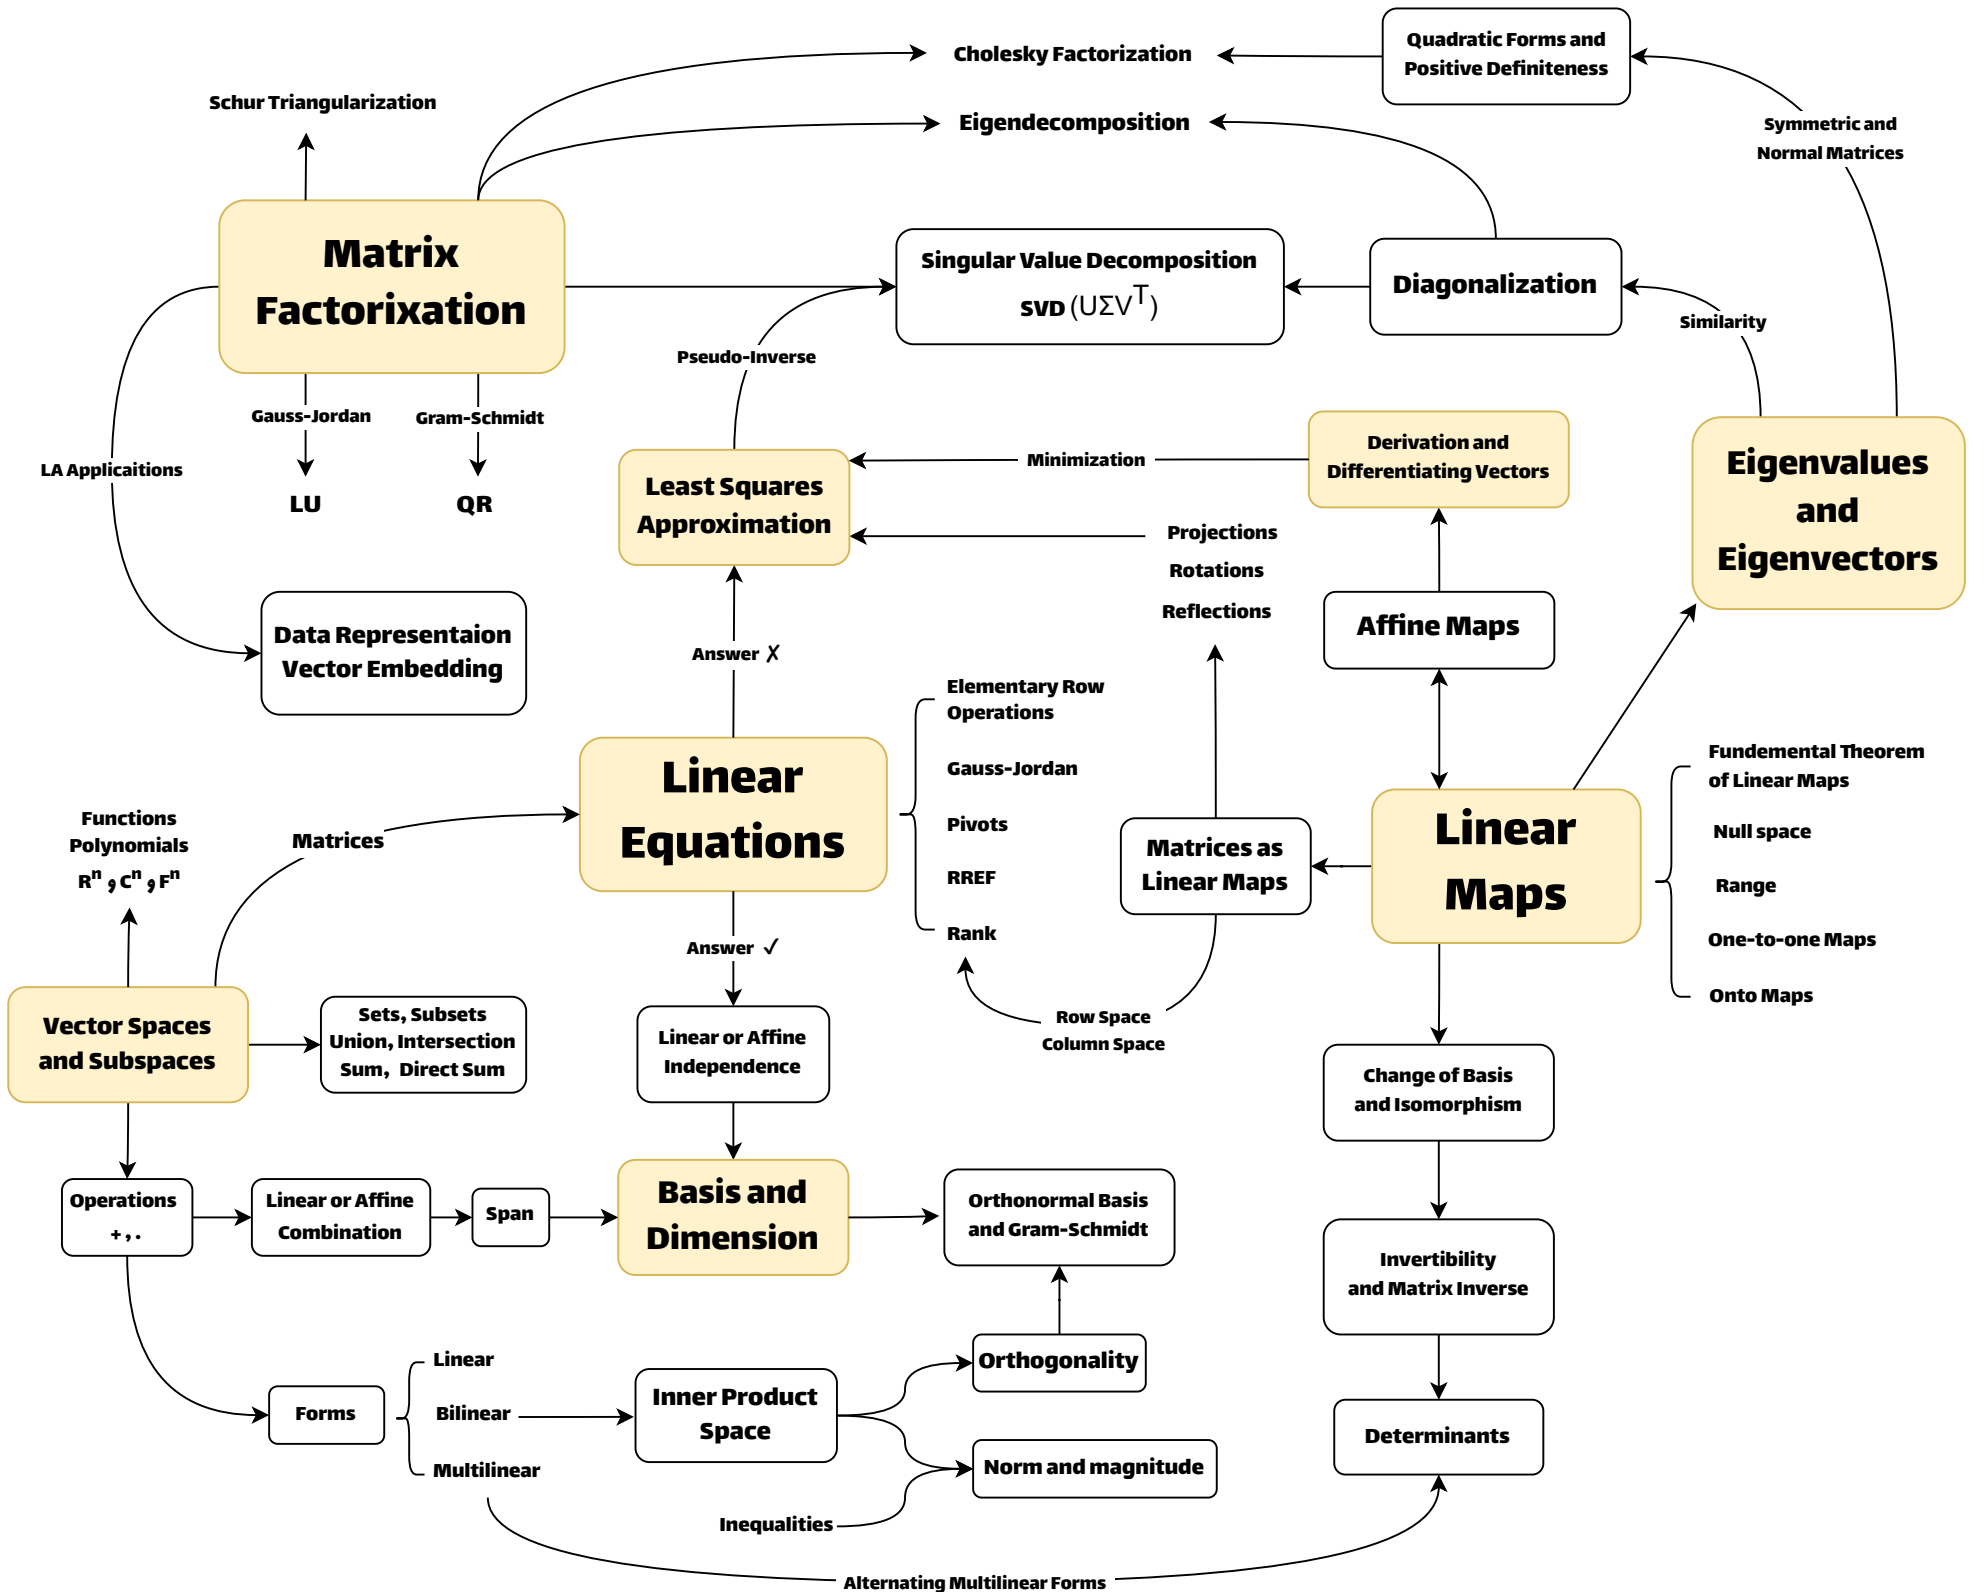 Cholesky Factorization
Quadratic Forms and
Positive Definiteness
Schur Triangularization
Eigendecomposition
Symmetric and
Normal Matrices
Matrix
Factorixation
Singular Value Decomposition
SVD (UΣV^T)
Diagonalization
Similarity
Pseudo-Inverse
Gauss-Jordan
Gram-Schmidt
LA Applicaitions
LU
QR
Least Squares
Approximation
Minimization
Derivation and
Differentiating Vectors
Eigenvalues
and
Eigenvectors
Projections
Rotations
Reflections
Affine Maps
Data Representaion
Vector Embedding
Answer ✗
Elementary Row
Operations
Gauss-Jordan
Pivots
RREF
Rank
Linear
Equations
Fundemental Theorem
of Linear Maps
Null space
Range
One-to-one Maps
Onto Maps
Linear
Maps
Matrices as
Linear Maps
Functions
Polynomials
R^n , C^n , F^n
Matrices
Answer ✓
Row Space
Column Space
Vector Spaces
and Subspaces
Sets, Subsets
Union, Intersection
Sum, Direct Sum
Linear or Affine
Independence
Change of Basis
and Isomorphism
Operations
+ , .
Linear or Affine
Combination
Span
Basis and
Dimension
Orthonormal Basis
and Gram-Schmidt
Invertibility
and Matrix Inverse
Forms
Linear
Bilinear
Multilinear
Inner Product
Space
Orthogonality
Norm and magnitude
Inequalities
Determinants
Alternating Multilinear Forms